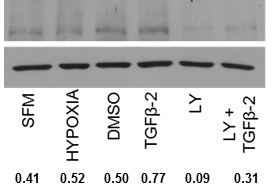 SFM
HYPOXIA
DMSO
TGFβ-2
LY
LY +
TGFβ-2
0.41 0.52 0.50 0.77 0.09 0.31